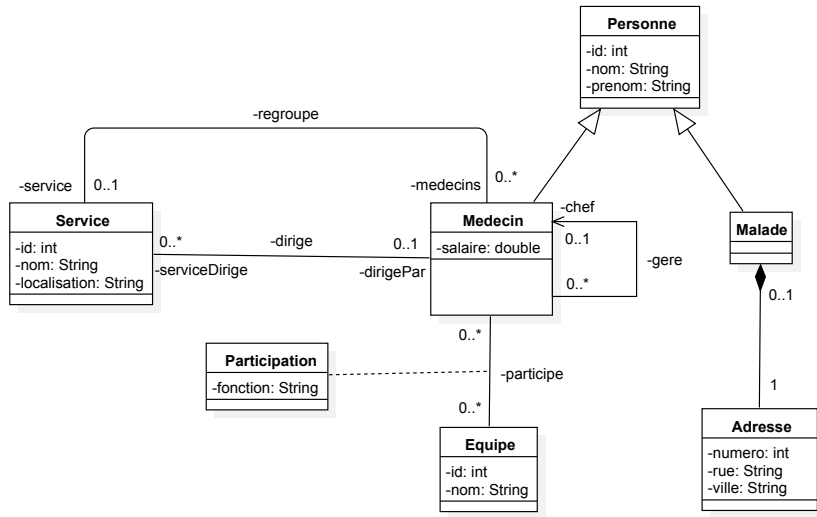 Personne
-id: int
-nom: String
-prenom: String
-regroupe
-service
0..1
-medecins
0..*
Service
-id: int
-nom: String
-localisation: String
0..*
-serviceDirige
-dirige
0..1
-dirigePar
Medecin
-salaire: double
-chef
0..1
0..*
-gere
Malade
0..1
1
0..*
-participe
0..*
Participation
-fonction: String
Equipe
-id: int
-nom: String
Adresse
-numero: int
-rue: String
-ville: String